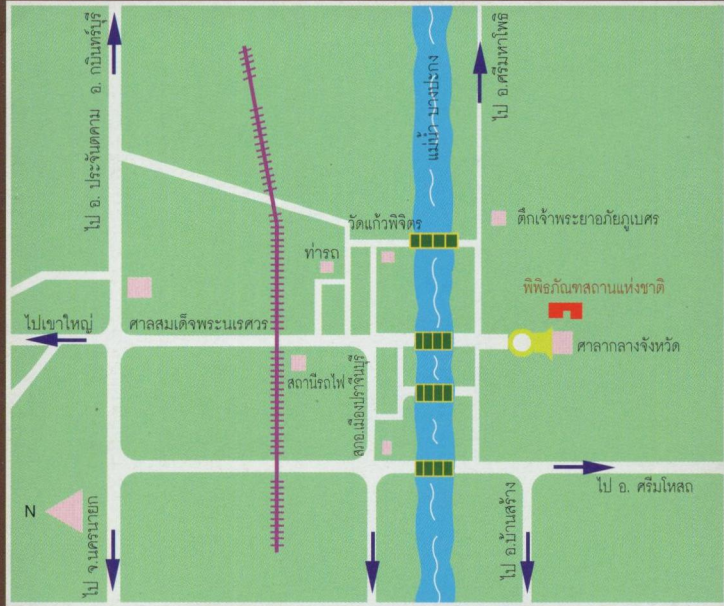 ไป อ. ประจันตคาม อ. กบินทร์บุรี
แม่น้ำ บางปะกง
ไป อ.ศรีมหาโพธิ
วัดแก้วพิจิตร
ตึกเจ้าพระยาอภัยภูเบศร
ท่ารถ
พิพิธภัณฑสถานแห่งชาติ
ไปเขาใหญ่
ศาลสมเด็จพระนเรศวร
ศาลากลางจังหวัด
สถานีรถไฟ
สภอ.เมืองปราจีนบุรี
ไป อ. ศรีมโหสถ
N
ไป จ.นครนายก
ไป อ.บ้านสร้าง